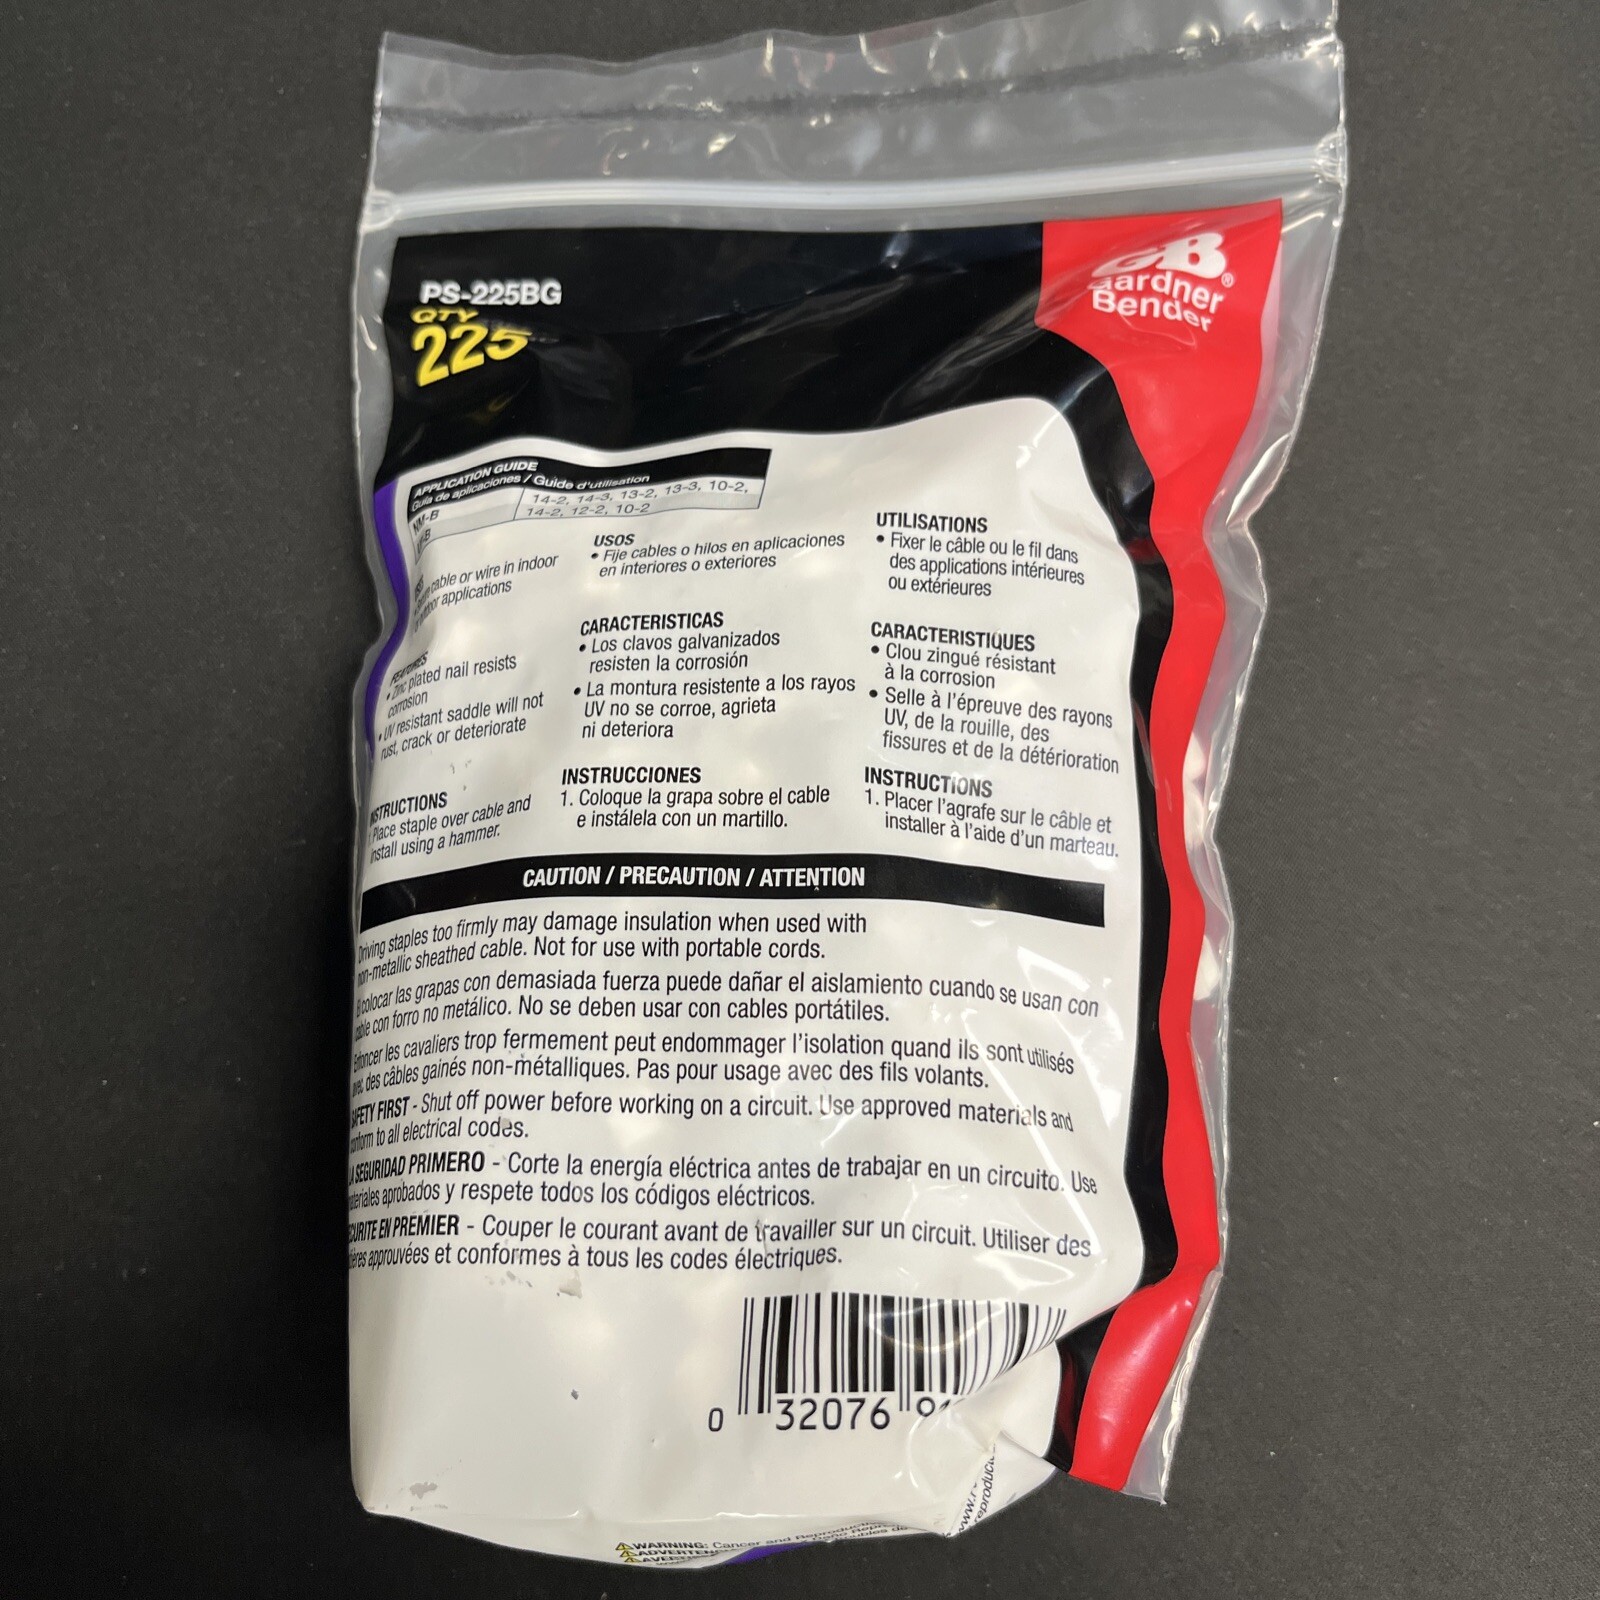 PS-225BG
QTY
225
GB
Gardner
Bender®
APPLICATION GUIDE
Guía de aplicaciones / Guide d'utilisation
NM-B 14-2, 14-3, 13-2, 13-3, 10-2,
14-2, 12-2, 10-2
cable or wire in indoor
applications
FEATURES
• Zinc plated nail resists
corrosion
• UV resistant saddle will not
rust, crack or deteriorate
INSTRUCTIONS
1. Place staple over cable and
install using a hammer.
USOS
• Fije cables o hilos en aplicaciones
en interiores o exteriores
CARACTERISTICAS
• Los clavos galvanizados
resisten la corrosión
• La montura resistente a los rayos
UV no se corroe, agrieta
ni deteriora
INSTRUCCIONES
1. Coloque la grapa sobre el cable
e instálela con un martillo.
UTILISATIONS
• Fixer le câble ou le fil dans
des applications intérieures
ou extérieures
CARACTERISTIQUES
• Clou zingué résistant
à la corrosion
• Selle à l'épreuve des rayons
UV, de la rouille, des
fissures et de la détérioration
INSTRUCTIONS
1. Placer l'agrafe sur le câble et
installer à l'aide d'un marteau.
CAUTION / PRECAUTION / ATTENTION
Driving staples too firmly may damage insulation when used with
non-metallic sheathed cable. Not for use with portable cords.
El colocar las grapas con demasiada fuerza puede dañar el aislamiento cuando se usan con
cable con forro no metálico. No se deben usar con cables portátiles.
Enfoncer les cavaliers trop fermement peut endommager l'isolation quand ils sont utilisés
avec des câbles gainés non-métalliques. Pas pour usage avec des fils volants.
SAFETY FIRST - Shut off power before working on a circuit. Use approved materials and
conform to all electrical codes.
LA SEGURIDAD PRIMERO - Corte la energía eléctrica antes de trabajar en un circuito. Use
materiales aprobados y respete todos los códigos eléctricos.
SECURITE EN PREMIER - Couper le courant avant de travailler sur un circuit. Utiliser des
approuvées et conformes à tous les codes électriques.
0 32076 9
WARNING: Cancer and